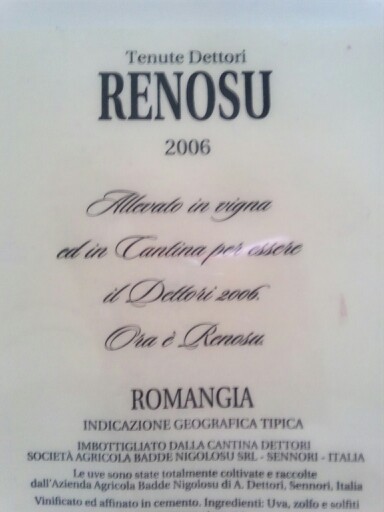 Tenute Dettori
RENOSU
2006
Allevato in vigna
ed in Cantina per essere
il Dettori 2006.
Ora è Renosu.
ROMANGIA
INDICAZIONE GEOGRAFICA TIPICA
IMBOTTIGLIATO DALLA CANTINA DETTORI
SOCIETÀ AGRICOLA BADDE NIGOLOSU SRL - SENNORI - ITALIA
Le uve sono state totalmente coltivate e raccolte
dall'Azienda Agricola Badde Nigolosu di A. Dettori, Sennori, Italia
Vinificato ed affinato in cemento. Ingredienti: Uva, zolfo e solfiti